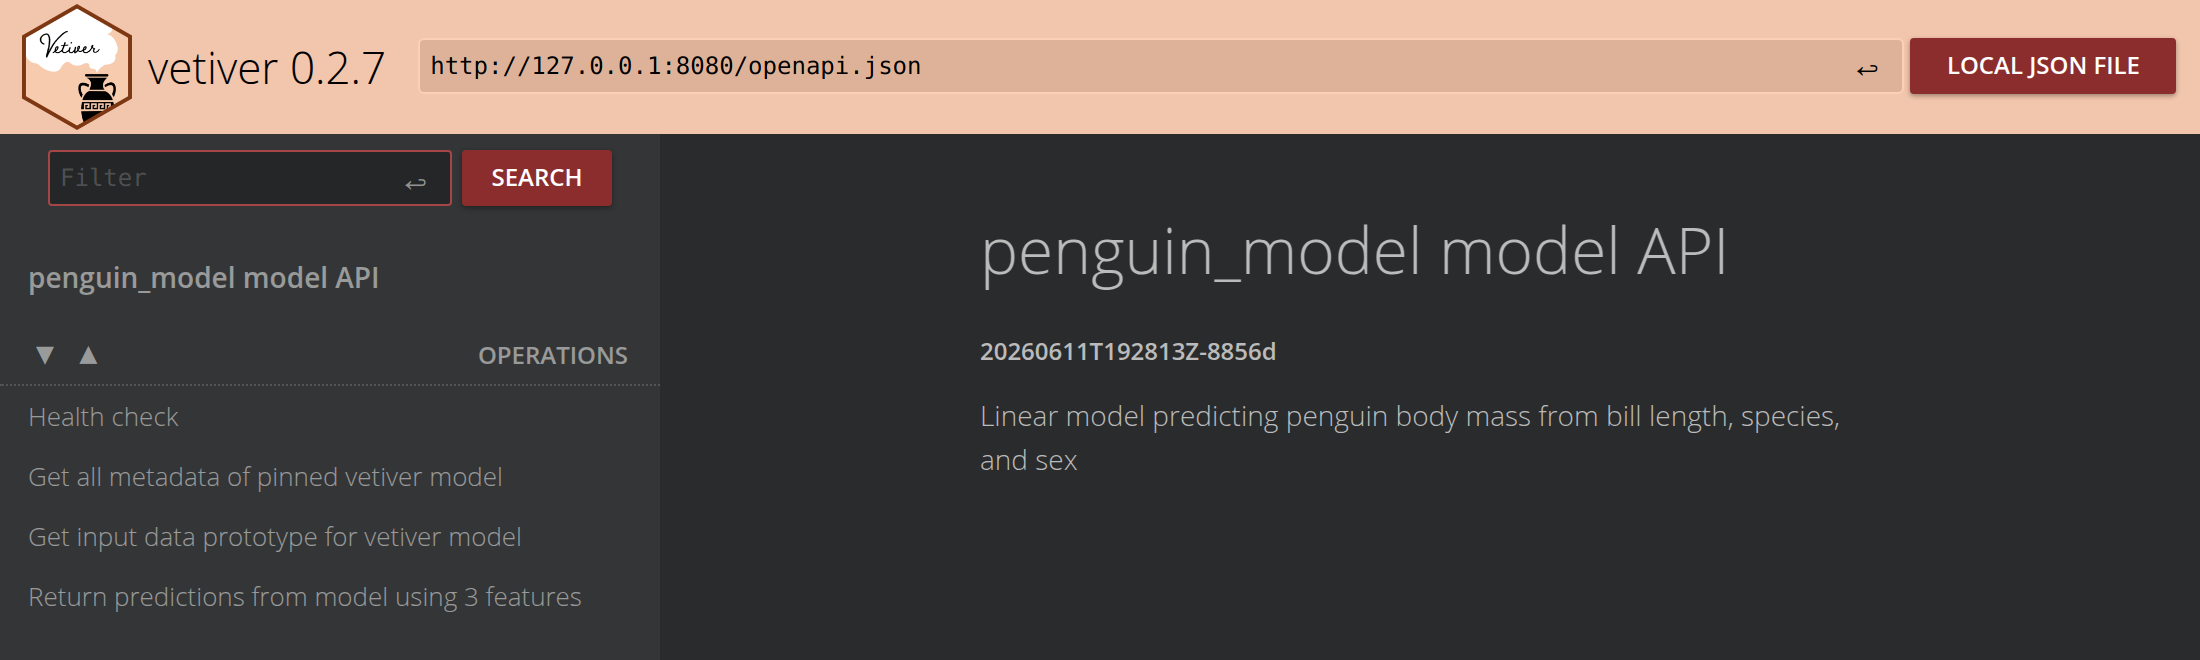 Vetiver
vetiver 0.2.7
http://127.0.0.1:8080/openapi.json
LOCAL JSON FILE
Filter
SEARCH
penguin_model model API
OPERATIONS
Health check
Get all metadata of pinned vetiver model
Get input data prototype for vetiver model
Return predictions from model using 3 features
penguin_model model API
20260611T192813Z-8856d
Linear model predicting penguin body mass from bill length, species,
and sex